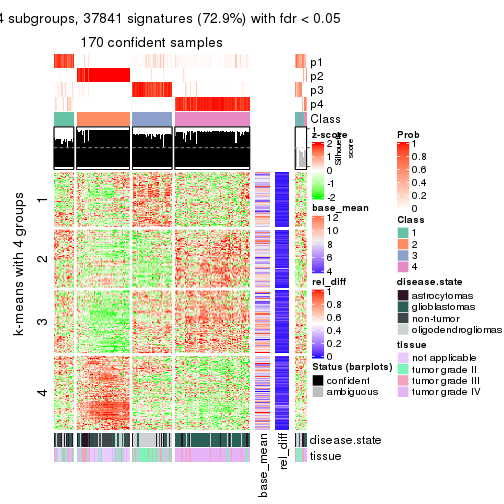 4 subgroups, 37841 signatures (72.9%) with fdr < 0.05
170 confident samples
p1
p2
p3
p4
Class
z-score
2
1
0
-1
-2
Silhouette
score
1
Prob
1
0.8
0.6
0.4
0.2
0
base_mean
12
10
8
6
4
Class
1
2
3
4
rel_diff
1
0.8
0.6
0.4
0.2
0
disease.state
astrocytomas
glioblastomas
non-tumor
oligodendrogliomas
tissue
not applicable
tumor grade II
tumor grade III
tumor grade IV
Status (barplots)
confident
ambiguous
k-means with 4 groups
1
2
3
4
disease.state
tissue
base_mean
rel_diff